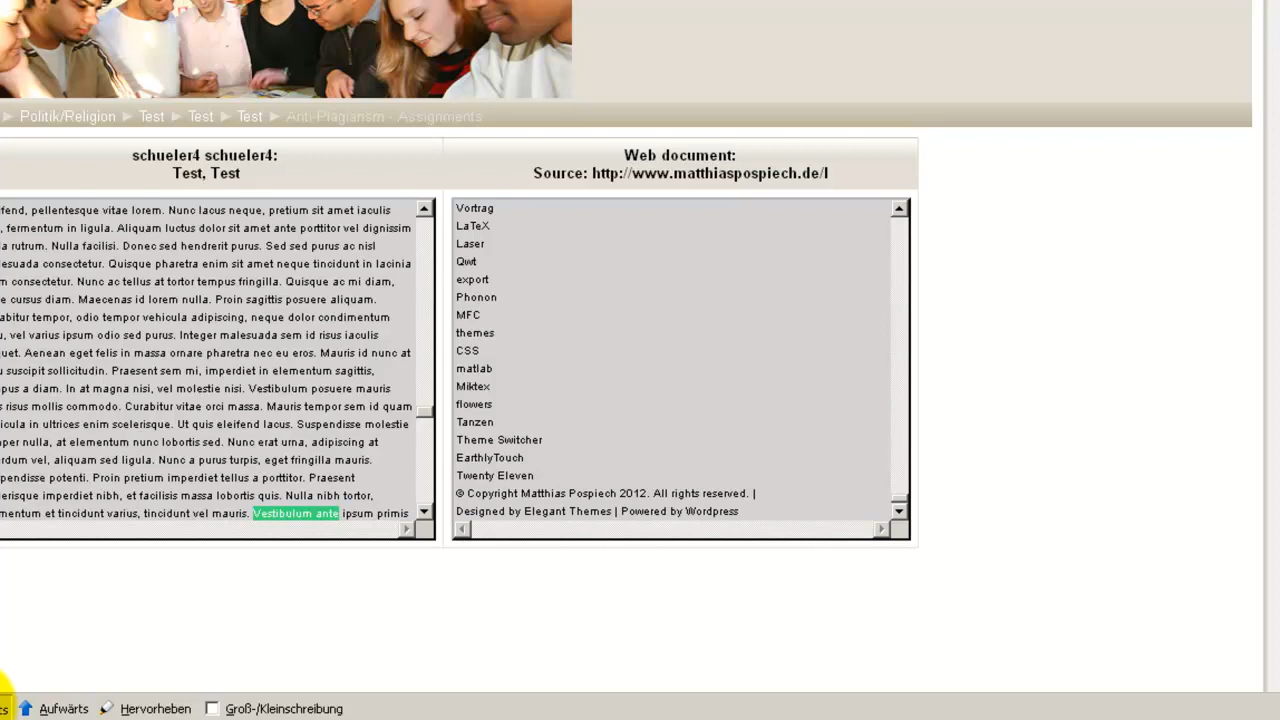 Politik/Religion ► Test ► Test ► Test ► Anti-Plagiarism - Assignments
schueler4 schueler4:
Test, Test
Web document:
Source: http://www.matthiaspospiech.de/l
ifend, pellentesque vitae lorem. Nunc lacus neque, pretium sit amet iaculis
, fermentum in ligula. Aliquam luctus dolor sit amet ante porttitor vel dignissim
a rutrum. Nulla facilisi. Donec sed hendrerit purus. Sed sed purus ac nisl
lesuada consectetur. Quisque pharetra enim sit amet neque tincidunt in lacinia
m consectetur. Nunc ac tellus at tortor tempus fringilla. Quisque ac mi diam,
e cursus diam. Maecenas id lorem nulla. Proin sagittis posuere aliquam.
abitur tempor, odio tempor vehicula adipiscing, neque dolor condimentum
u, vel varius ipsum odio sed purus. Integer malesuada sem id risus iaculis
quet. Aenean eget felis in massa ornare pharetra nec eu eros. Mauris id nunc at
u suscipit sollicitudin. Praesent sem mi, imperdiet in elementum sagittis,
pus a diam. In at magna nisi, vel molestie nisi. Vestibulum posuere mauris
s risus mollis commodo. Curabitur vitae orci massa. Mauris tempor sem id quam
icula in ultrices enim scelerisque. Ut quis eleifend lacus. Suspendisse molestie
per nulla, at elementum nunc lobortis sed. Nunc erat urna, adipiscing at
rdum vel, aliquam sed ligula. Nunc a purus turpis, eget fringilla mauris.
pendisse potenti. Proin pretium imperdiet tellus a porttitor. Praesent
lerisque imperdiet nibh, et facilisis massa lobortis quis. Nulla nibh tortor,
mentum et tincidunt varius, tincidunt vel mauris. Vestibulum ante ipsum primis
Vortrag
LaTeX
Laser
Qwt
export
Phonon
MFC
themes
CSS
matlab
Miktex
flowers
Tanzen
Theme Switcher
EarthlyTouch
Twenty Eleven
© Copyright Matthias Pospiech 2012. All rights reserved. |
Designed by Elegant Themes | Powered by Wordpress
ts Aufwärts Hervorheben Groß-/Kleinschreibung